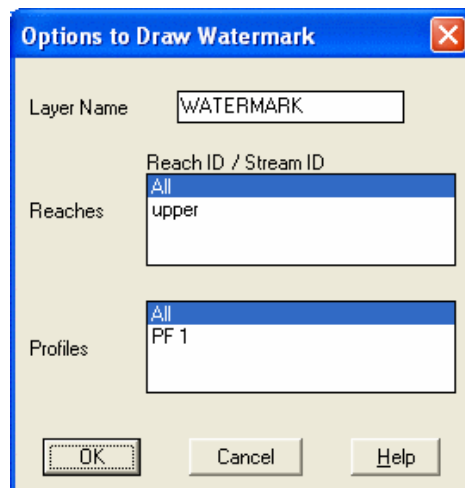 Options to Draw Watermark
Layer Name WATERMARK
Reach ID / Stream ID
Reaches
All
upper
Profiles
All
PF 1
OK Cancel Help